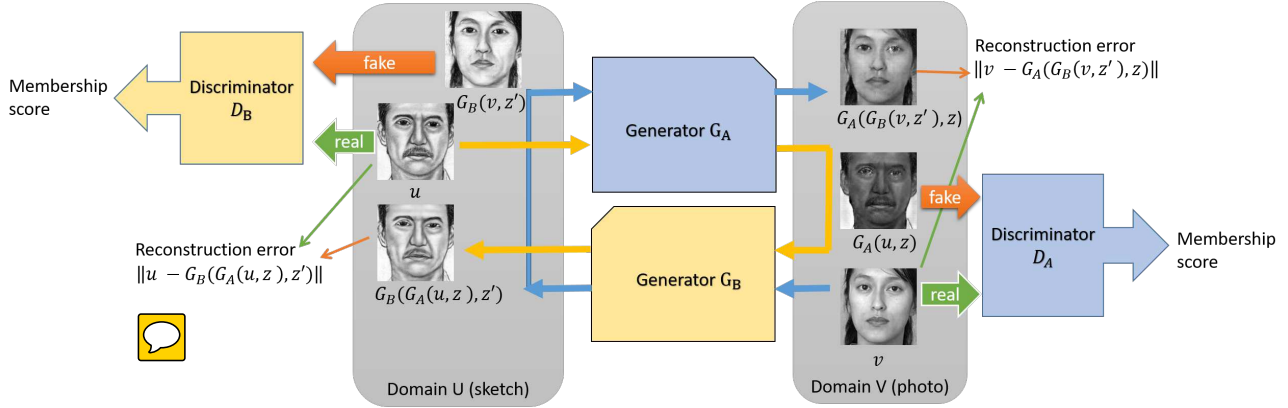 Membership
score
Discriminator
D_B
fake
real
G_B(v, z′)
u
Reconstruction error
‖u − G_B(G_A(u, z), z′)‖
G_B(G_A(u, z), z′)
Domain U (sketch)
Generator G_A
Generator G_B
G_A(G_B(v, z′), z)
G_A(u, z)
v
Domain V (photo)
Reconstruction error
‖v − G_A(G_B(v, z′), z)‖
fake
real
Discriminator
D_A
Membership
score